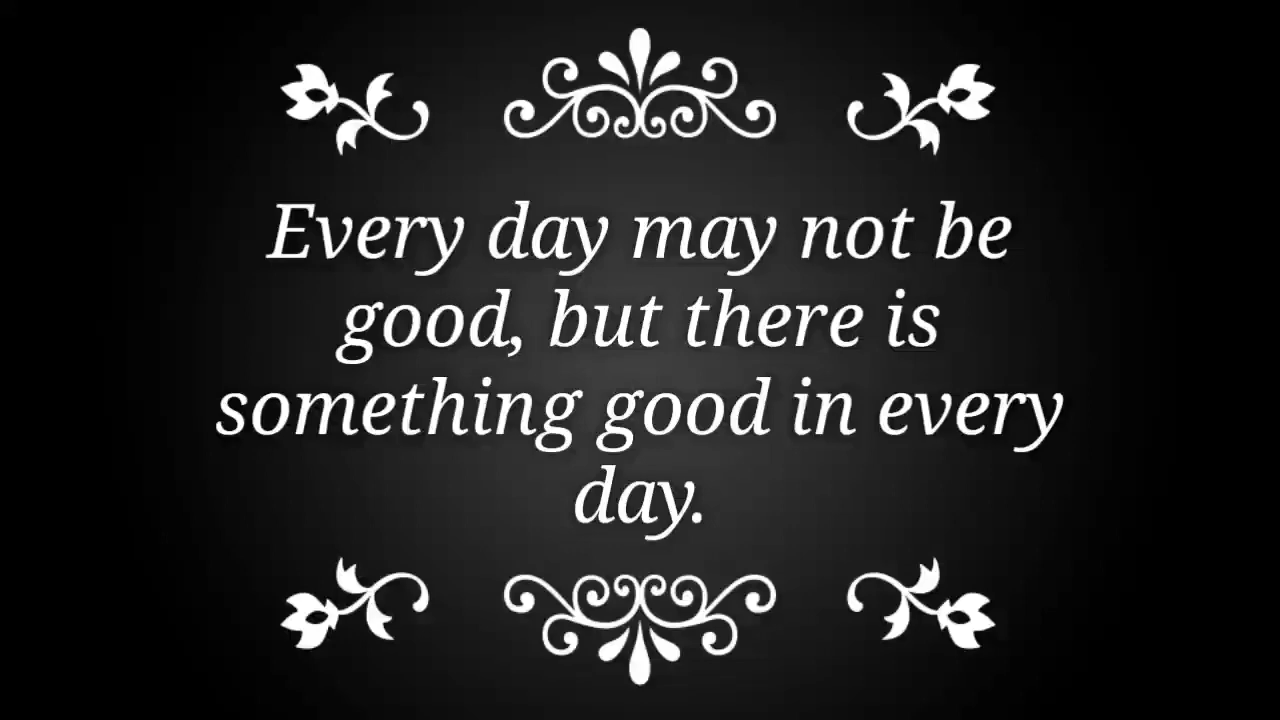 Every day may not be
good, but there is
something good in every
day.